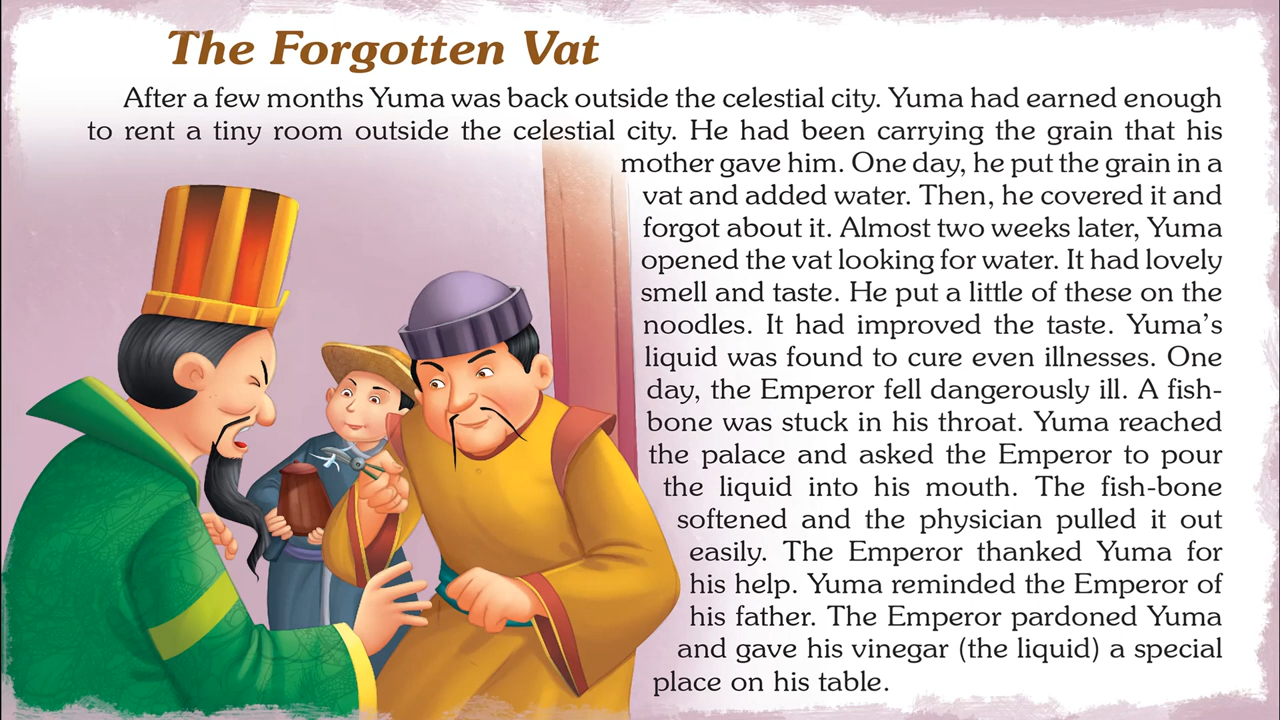 The Forgotten Vat
After a few months Yuma was back outside the celestial city. Yuma had earned enough
to rent a tiny room outside the celestial city. He had been carrying the grain that his
mother gave him. One day, he put the grain in a
vat and added water. Then, he covered it and
forgot about it. Almost two weeks later, Yuma
opened the vat looking for water. It had lovely
smell and taste. He put a little of these on the
noodles. It had improved the taste. Yuma's
liquid was found to cure even illnesses. One
day, the Emperor fell dangerously ill. A fish-
bone was stuck in his throat. Yuma reached
the palace and asked the Emperor to pour
the liquid into his mouth. The fish-bone
softened and the physician pulled it out
easily. The Emperor thanked Yuma for
his help. Yuma reminded the Emperor of
his father. The Emperor pardoned Yuma
and gave his vinegar (the liquid) a special
place on his table.